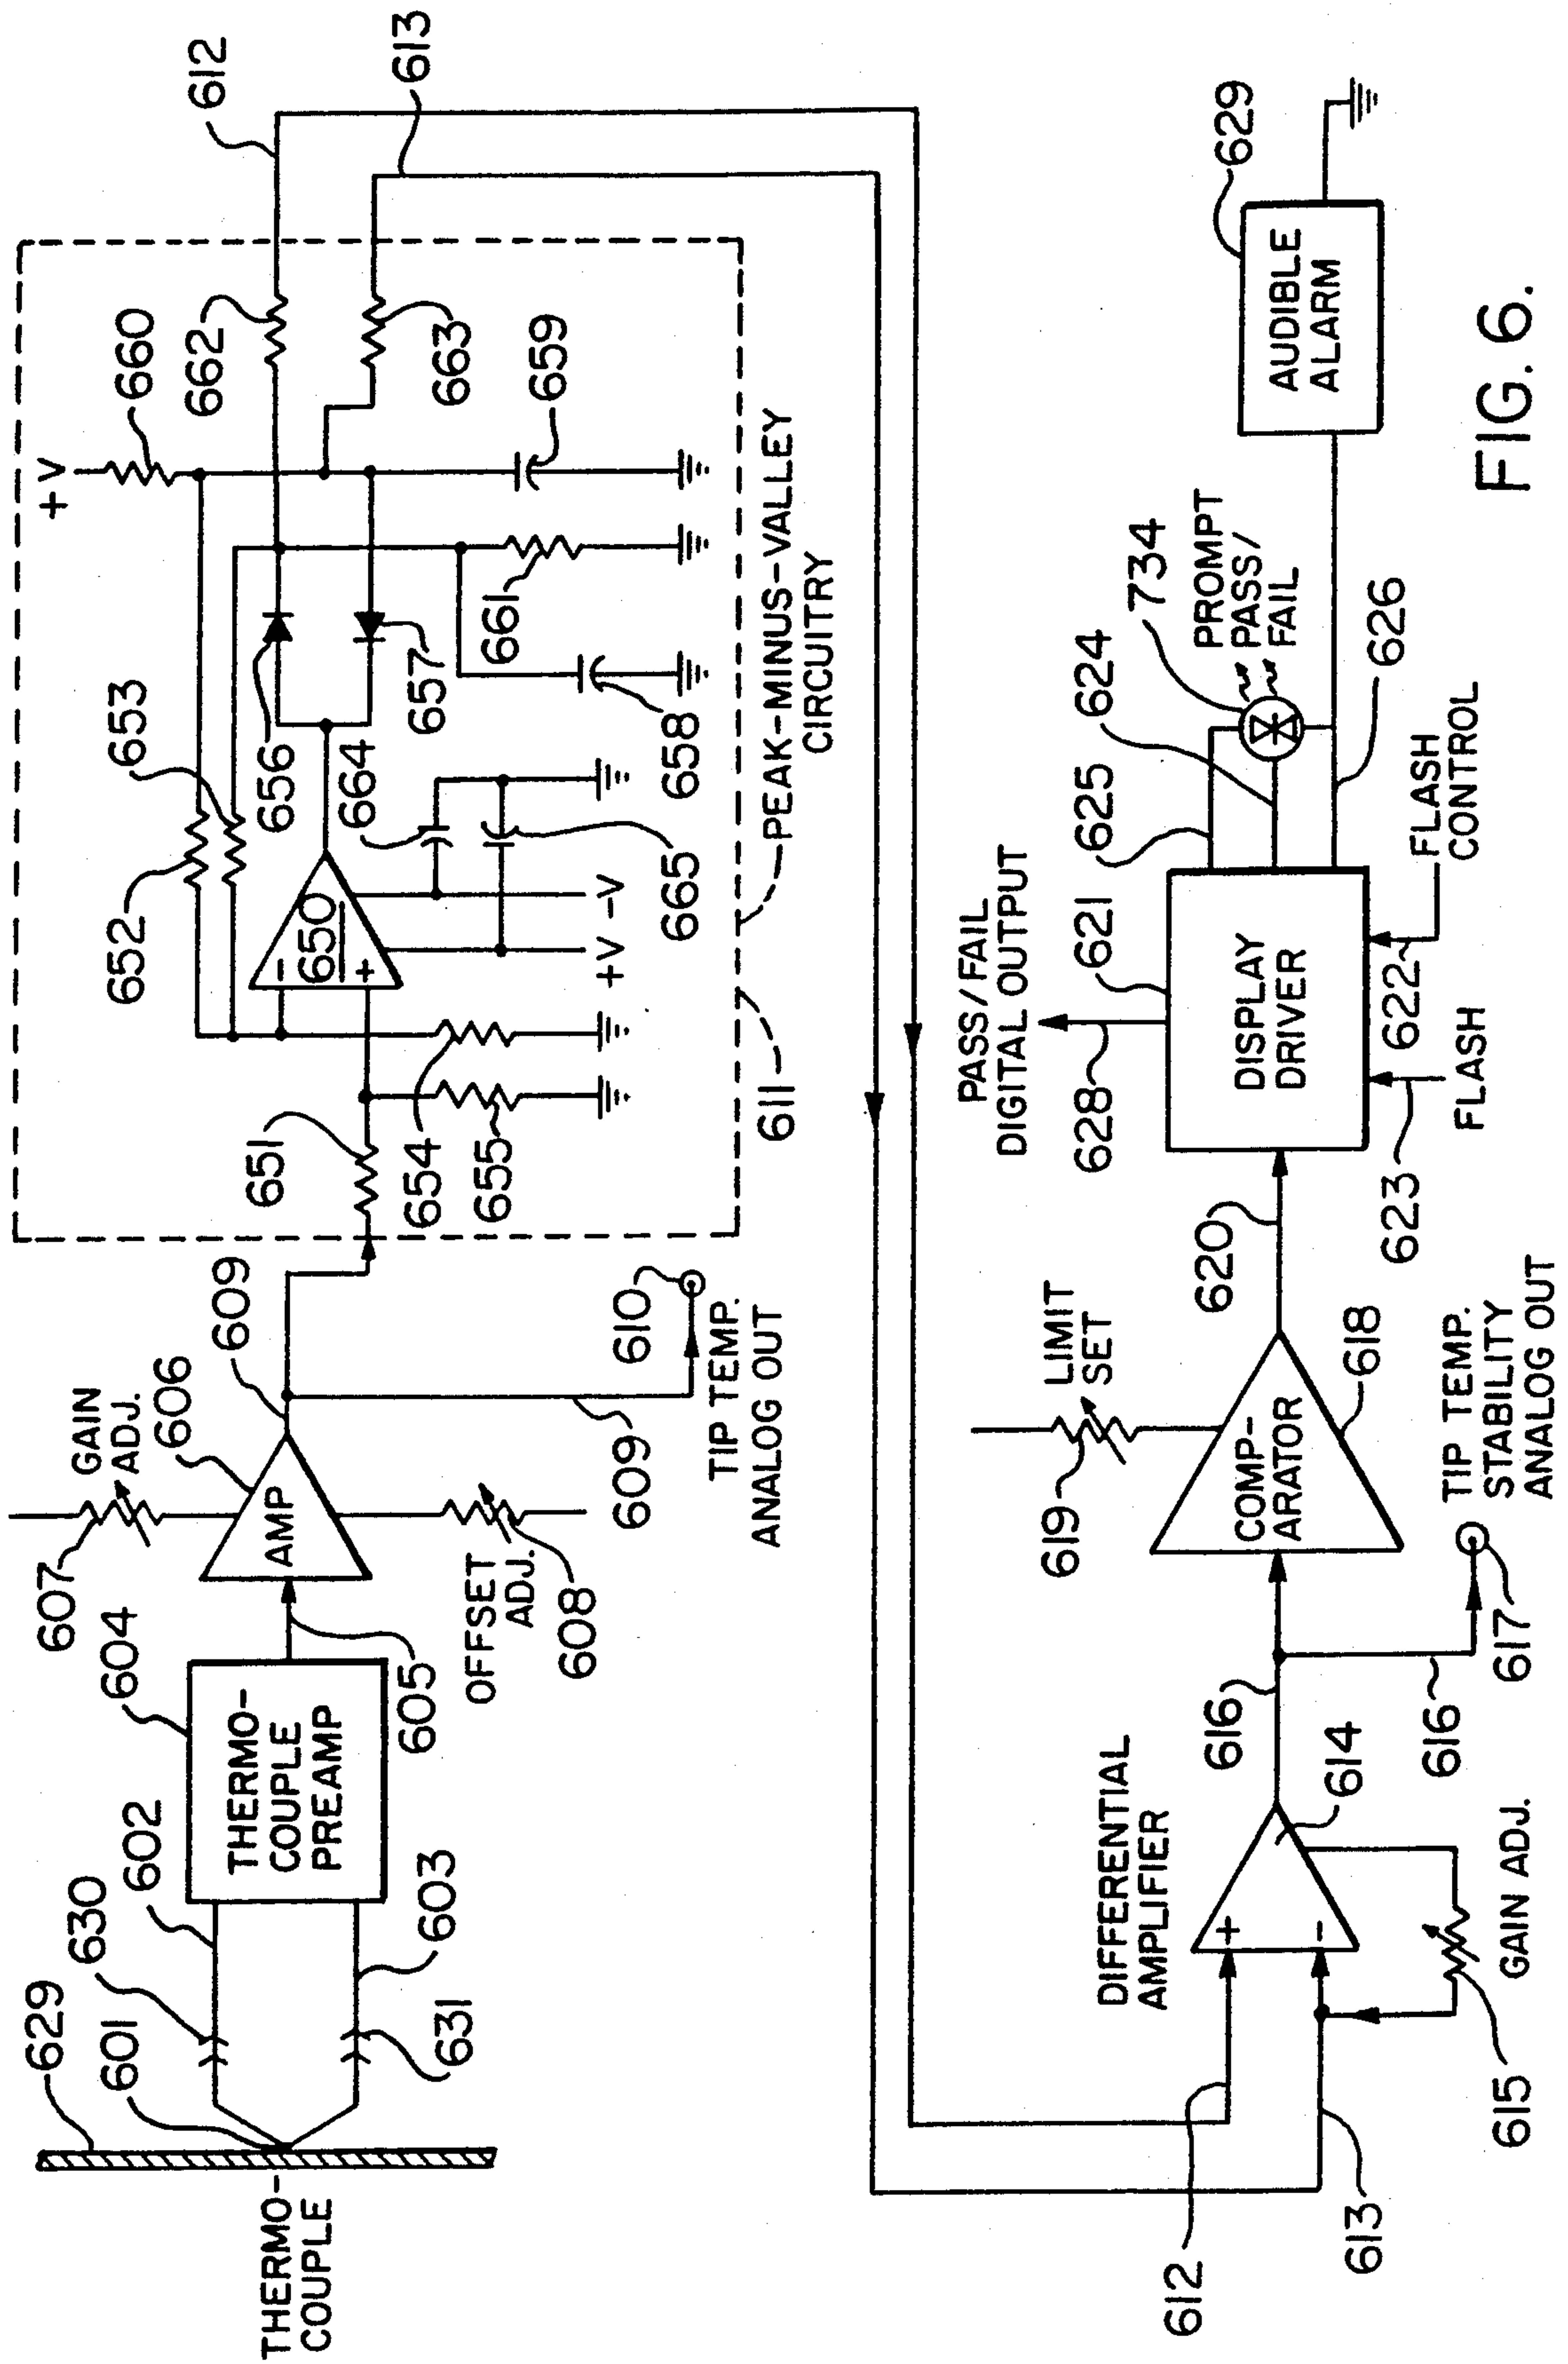 THERMO-
COUPLE
629
601
630
602
631
603
604
THERMO-
COUPLE
PREAMP
605
607
GAIN
ADJ.
606
AMP
OFFSET
ADJ.
608
609
609
610
TIP TEMP.
ANALOG OUT
651
652
653
654
655
650
-
+
656
657
664
665
+V
-V
658
661
659
+V
660
662
663
612
613
611
PEAK-MINUS-VALLEY
CIRCUITRY
612
613
DIFFERENTIAL
AMPLIFIER
+
-
614
615
GAIN ADJ.
616
616
617
TIP TEMP.
STABILITY
ANALOG OUT
619
LIMIT
SET
COMP-
ARATOR
618
620
PASS/FAIL
DIGITAL OUTPUT
628
621
DISPLAY
DRIVER
623
FLASH
622
FLASH
CONTROL
625
624
734
PROMPT
PASS/
FAIL
626
629
AUDIBLE
ALARM
FIG. 6.